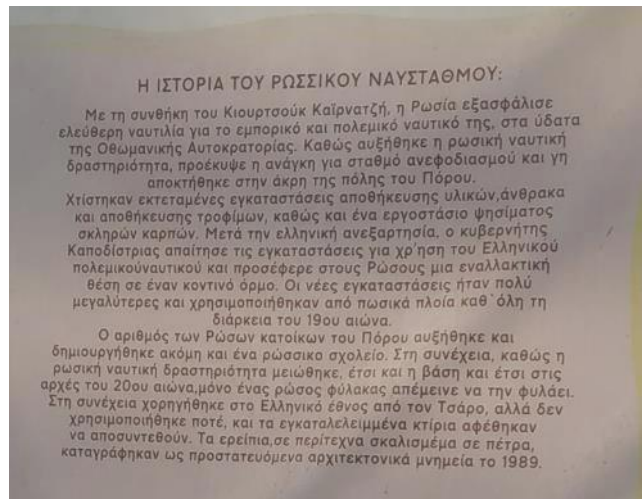 Η ΙΣΤΟΡΙΑ ΤΟΥ ΡΩΣΣΙΚΟΥ ΝΑΥΣΤΑΘΜΟΥ:
Με τη συνθήκη του Κιουρτσούκ Καϊρνατζή, η Ρωσία εξασφάλισε
ελεύθερη ναυτιλία για το εμπορικό και πολεμικό ναυτικό της, στα ύδατα
της Οθωμανικής Αυτοκρατορίας. Καθώς αυξήθηκε η ρωσική ναυτική
δραστηριότητα, προέκυψε η ανάγκη για σταθμό ανεφοδιασμού και γη
αποκτήθηκε στην άκρη της πόλης του Πόρου.
Χτίστηκαν εκτεταμένες εγκαταστάσεις αποθήκευσης υλικών,άνθρακα
και αποθήκευσης τροφίμων, καθώς και ένα εργοστάσιο ψησίματος
σκληρών καρπών. Μετά την ελληνική ανεξαρτησία, ο κυβερνήτης
Καποδίστριας απαίτησε τις εγκαταστάσεις για χρ'ηση του Ελληνικού
πολεμικούναυτικού και προσέφερε στους Ρώσους μια εναλλακτική
θέση σε έναν κοντινό όρμο. Οι νέες εγκαταστάσεις ήταν πολύ
μεγαλύτερες και χρησιμοποιήθηκαν από πωσικά πλοία καθ΄όλη τη
διάρκεια του 19ου αιώνα.
Ο αριθμός των Ρώσων κατοίκων του Πόρου αυξήθηκε και
δημιουργήθηκε ακόμη και ένα ρώσσικο σχολείο. Στη συνέχεια, καθώς η
ρωσική ναυτική δραστηριότητα μειώθηκε, έτσι και η βάση και έτσι στις
αρχές του 20ου αιώνα,μόνο ένας ρώσος φύλακας απέμεινε να την φυλάει.
Στη συνέχεια χορηγήθηκε στο Ελληνικό έθνος από τον Τσάρο, αλλά δεν
χρησιμοποιήθηκε ποτέ, και τα εγκαταλελειμμένα κτίρια αφέθηκαν
να αποσυντεθούν. Τα ερείπια,σε περίτεχνα σκαλισμέμα σε πέτρα,
καταγράφηκαν ως προστατευόμενα αρχιτεκτονικά μνημεία το 1989.